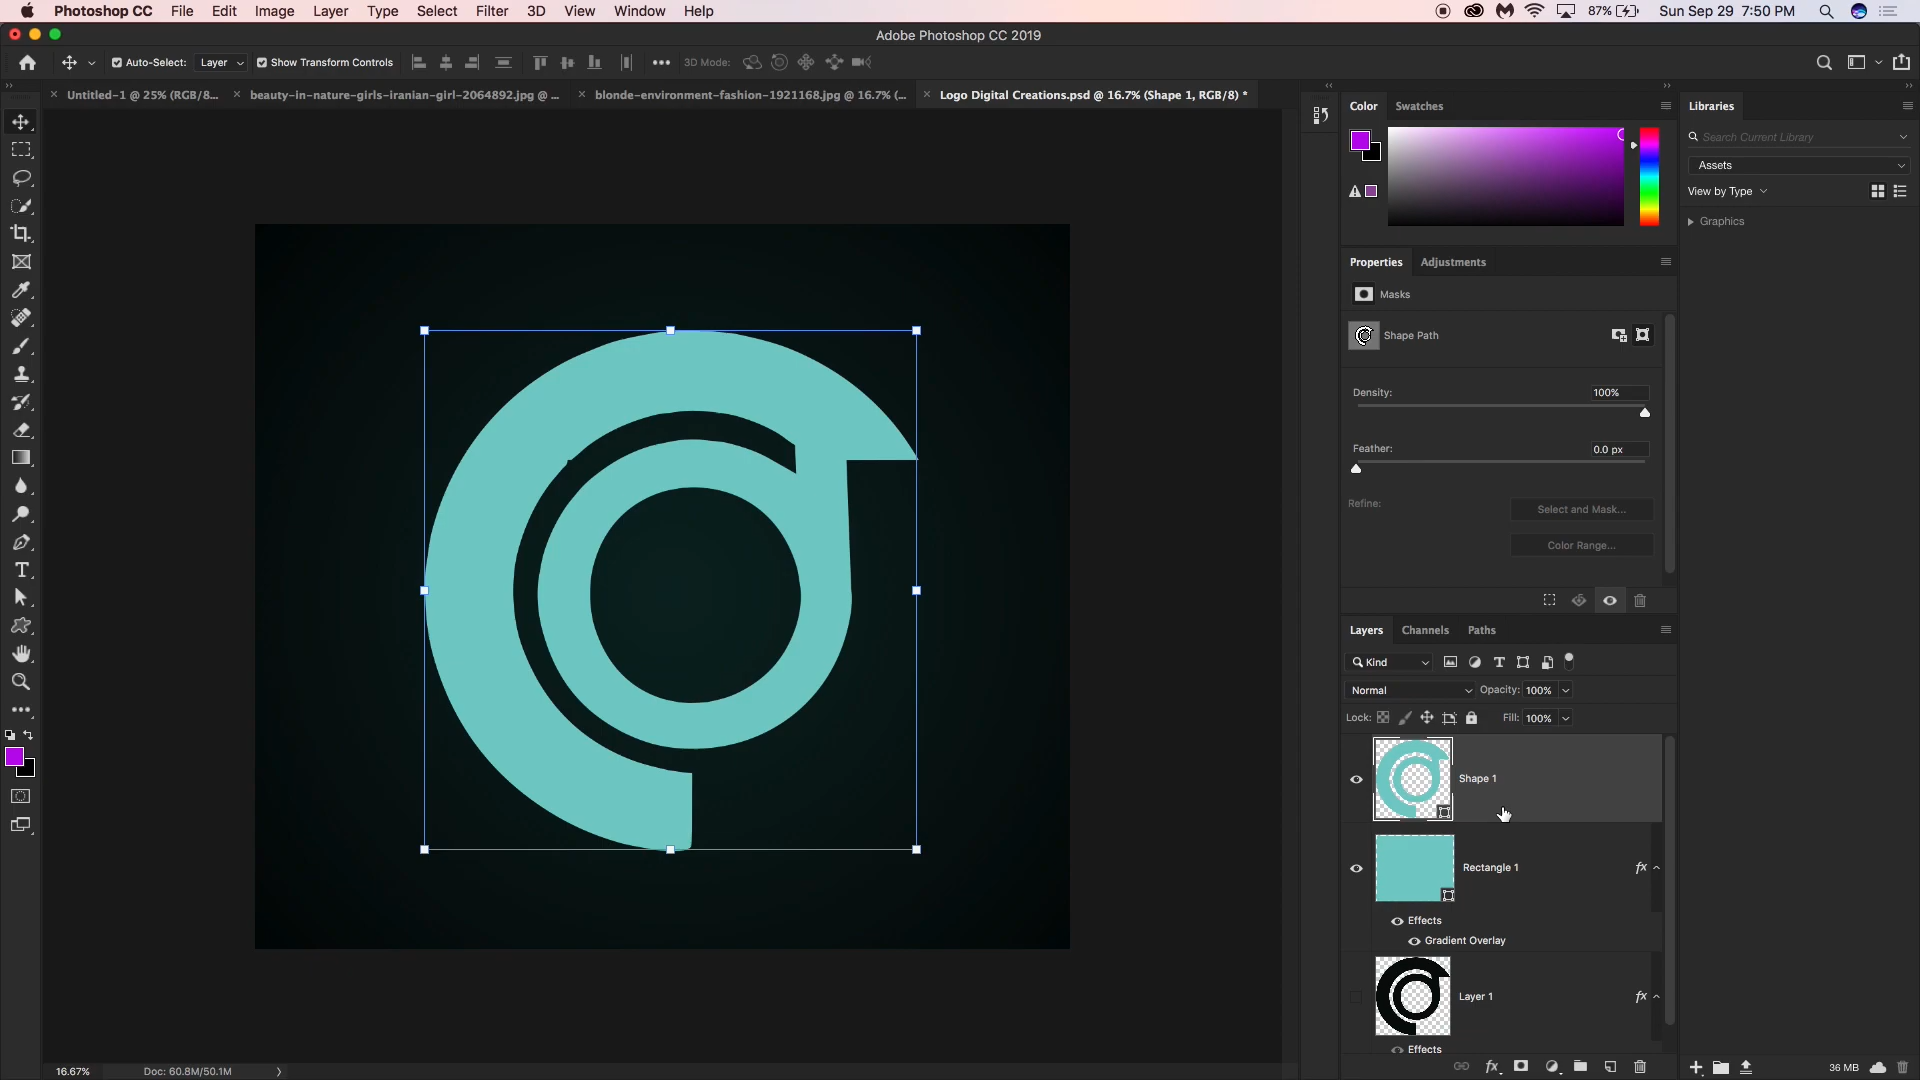 Photoshop CC File Edit Image Layer Type Select Filter 3D View Window Help 87% Sun Sep 29 7:50 PM
Adobe Photoshop CC 2019
Auto-Select: Layer Show Transform Controls 3D Mode:
Untitled-1 @ 25% (RGB/8... beauty-in-nature-girls-iranian-girl-2064892.jpg @ ... blonde-environment-fashion-1921168.jpg @ 16.7% (... Logo Digital Creations.psd @ 16.7% (Shape 1, RGB/8) *
Color Swatches
Libraries
Search Current Library
Assets
View by Type
Graphics
Properties Adjustments
Masks
Shape Path
Density: 100%
Feather: 0.0 px
Refine: Select and Mask...
Color Range...
Layers Channels Paths
Kind
Normal Opacity: 100%
Lock: Fill: 100%
Shape 1
Rectangle 1 fx
Effects
Gradient Overlay
Layer 1 fx
Effects
16.67% Doc: 60.8M/50.1M
fx
36 MB